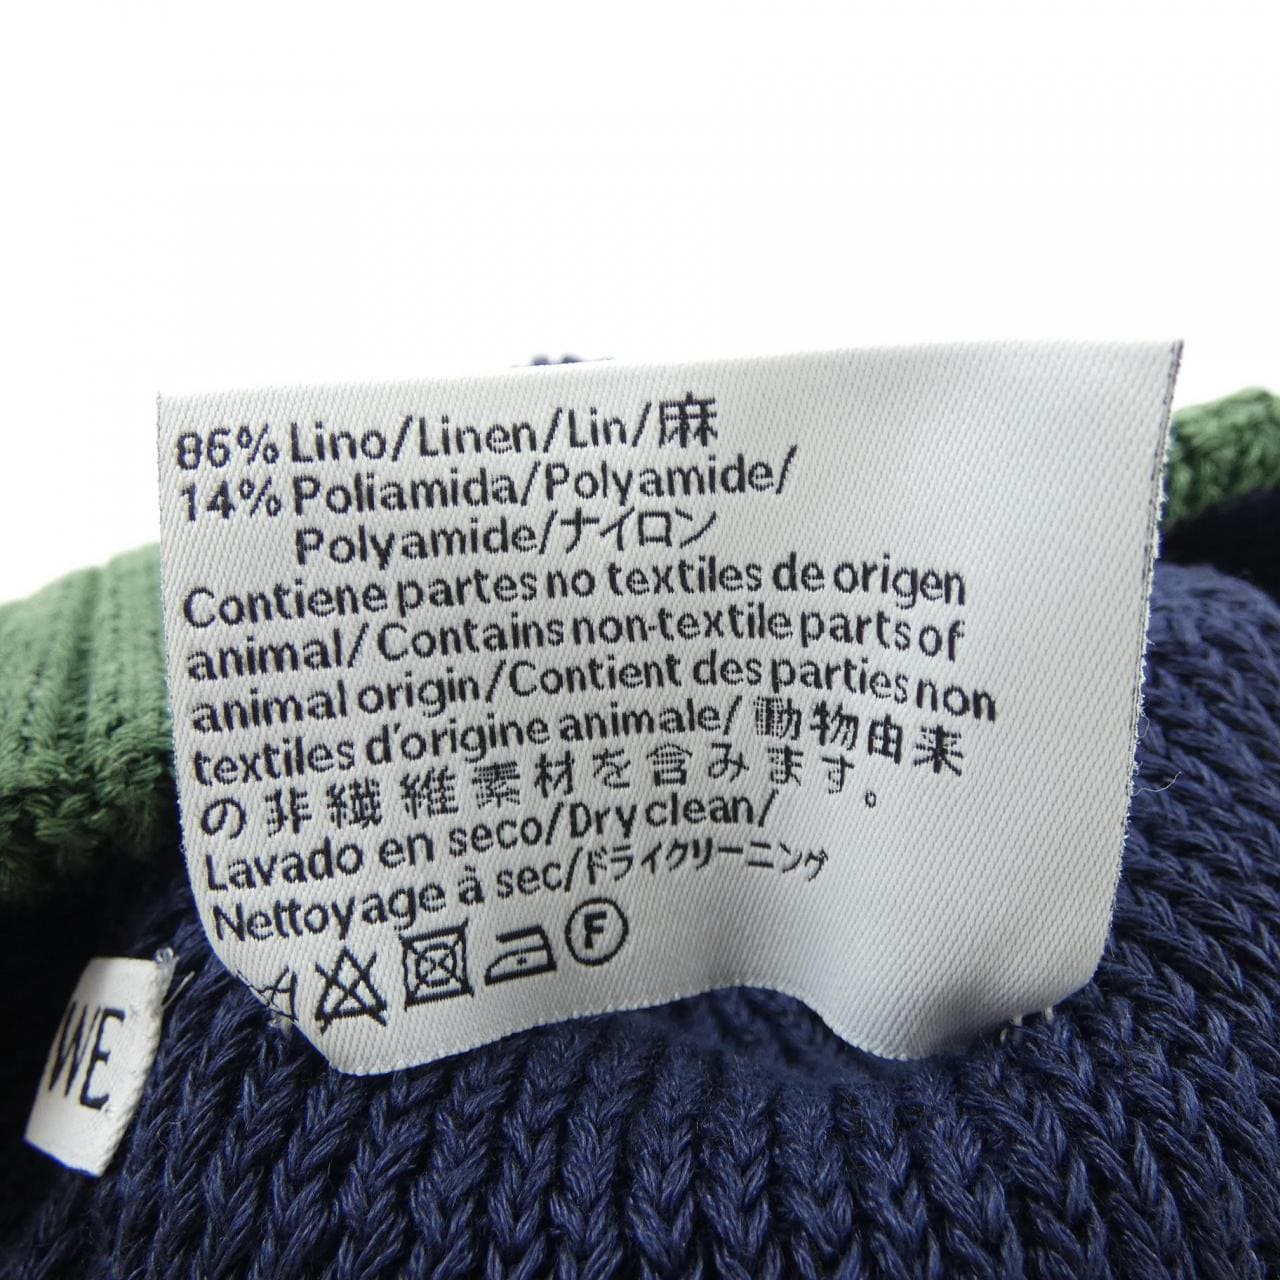 86% Lino/Linen/Lin/麻
14% Poliamida/Polyamide/
Polyamide/ナイロン
Contiene partes no textiles de origen
animal/Contains non-textile parts of
animal origin/Contient des parties non
textiles d'origine animale/動物由来
の非繊維素材を含みます。
Lavado en seco/Dry clean/
Nettoyage à sec/ドライクリーニング
F
WE